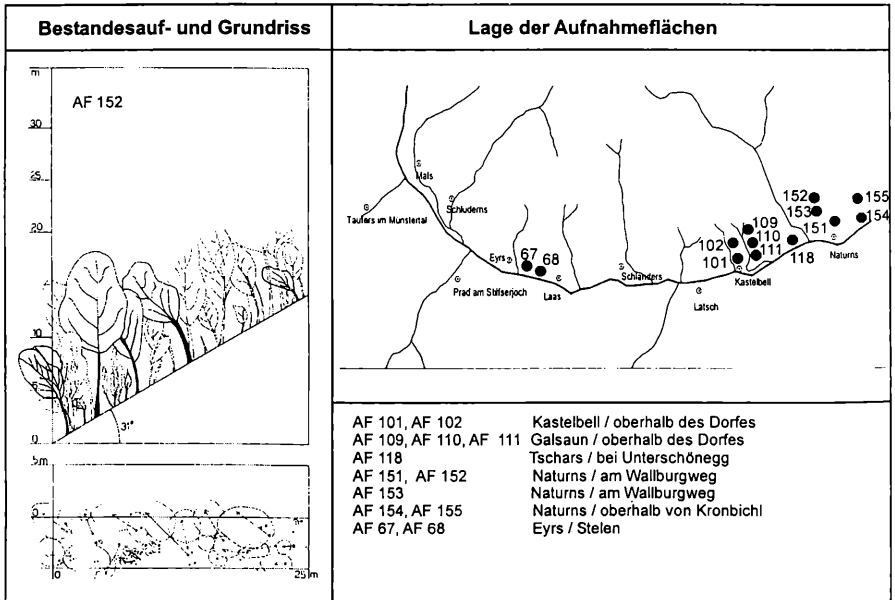 Bestandesauf- und Grundriss
Lage der Aufnahmeflächen
m
AF 152
30
25
20
15
10
5
0
31°
5m
0
0
25m
Mals
Taufers im Münstertal
Schluderns
Eyrs
67
68
Prad am Stilfserjoch
Laas
Schlanders
Latsch
102
101
109
110
111
Kastelbell
118
152
153
151
155
154
Naturns
AF 101, AF 102 Kastelbell / oberhalb des Dorfes
AF 109, AF 110, AF 111 Galsaun / oberhalb des Dorfes
AF 118 Tschars / bei Unterschönegg
AF 151, AF 152 Naturns / am Wallburgweg
AF 153 Naturns / am Wallburgweg
AF 154, AF 155 Naturns / oberhalb von Kronbichl
AF 67, AF 68 Eyrs / Stelen